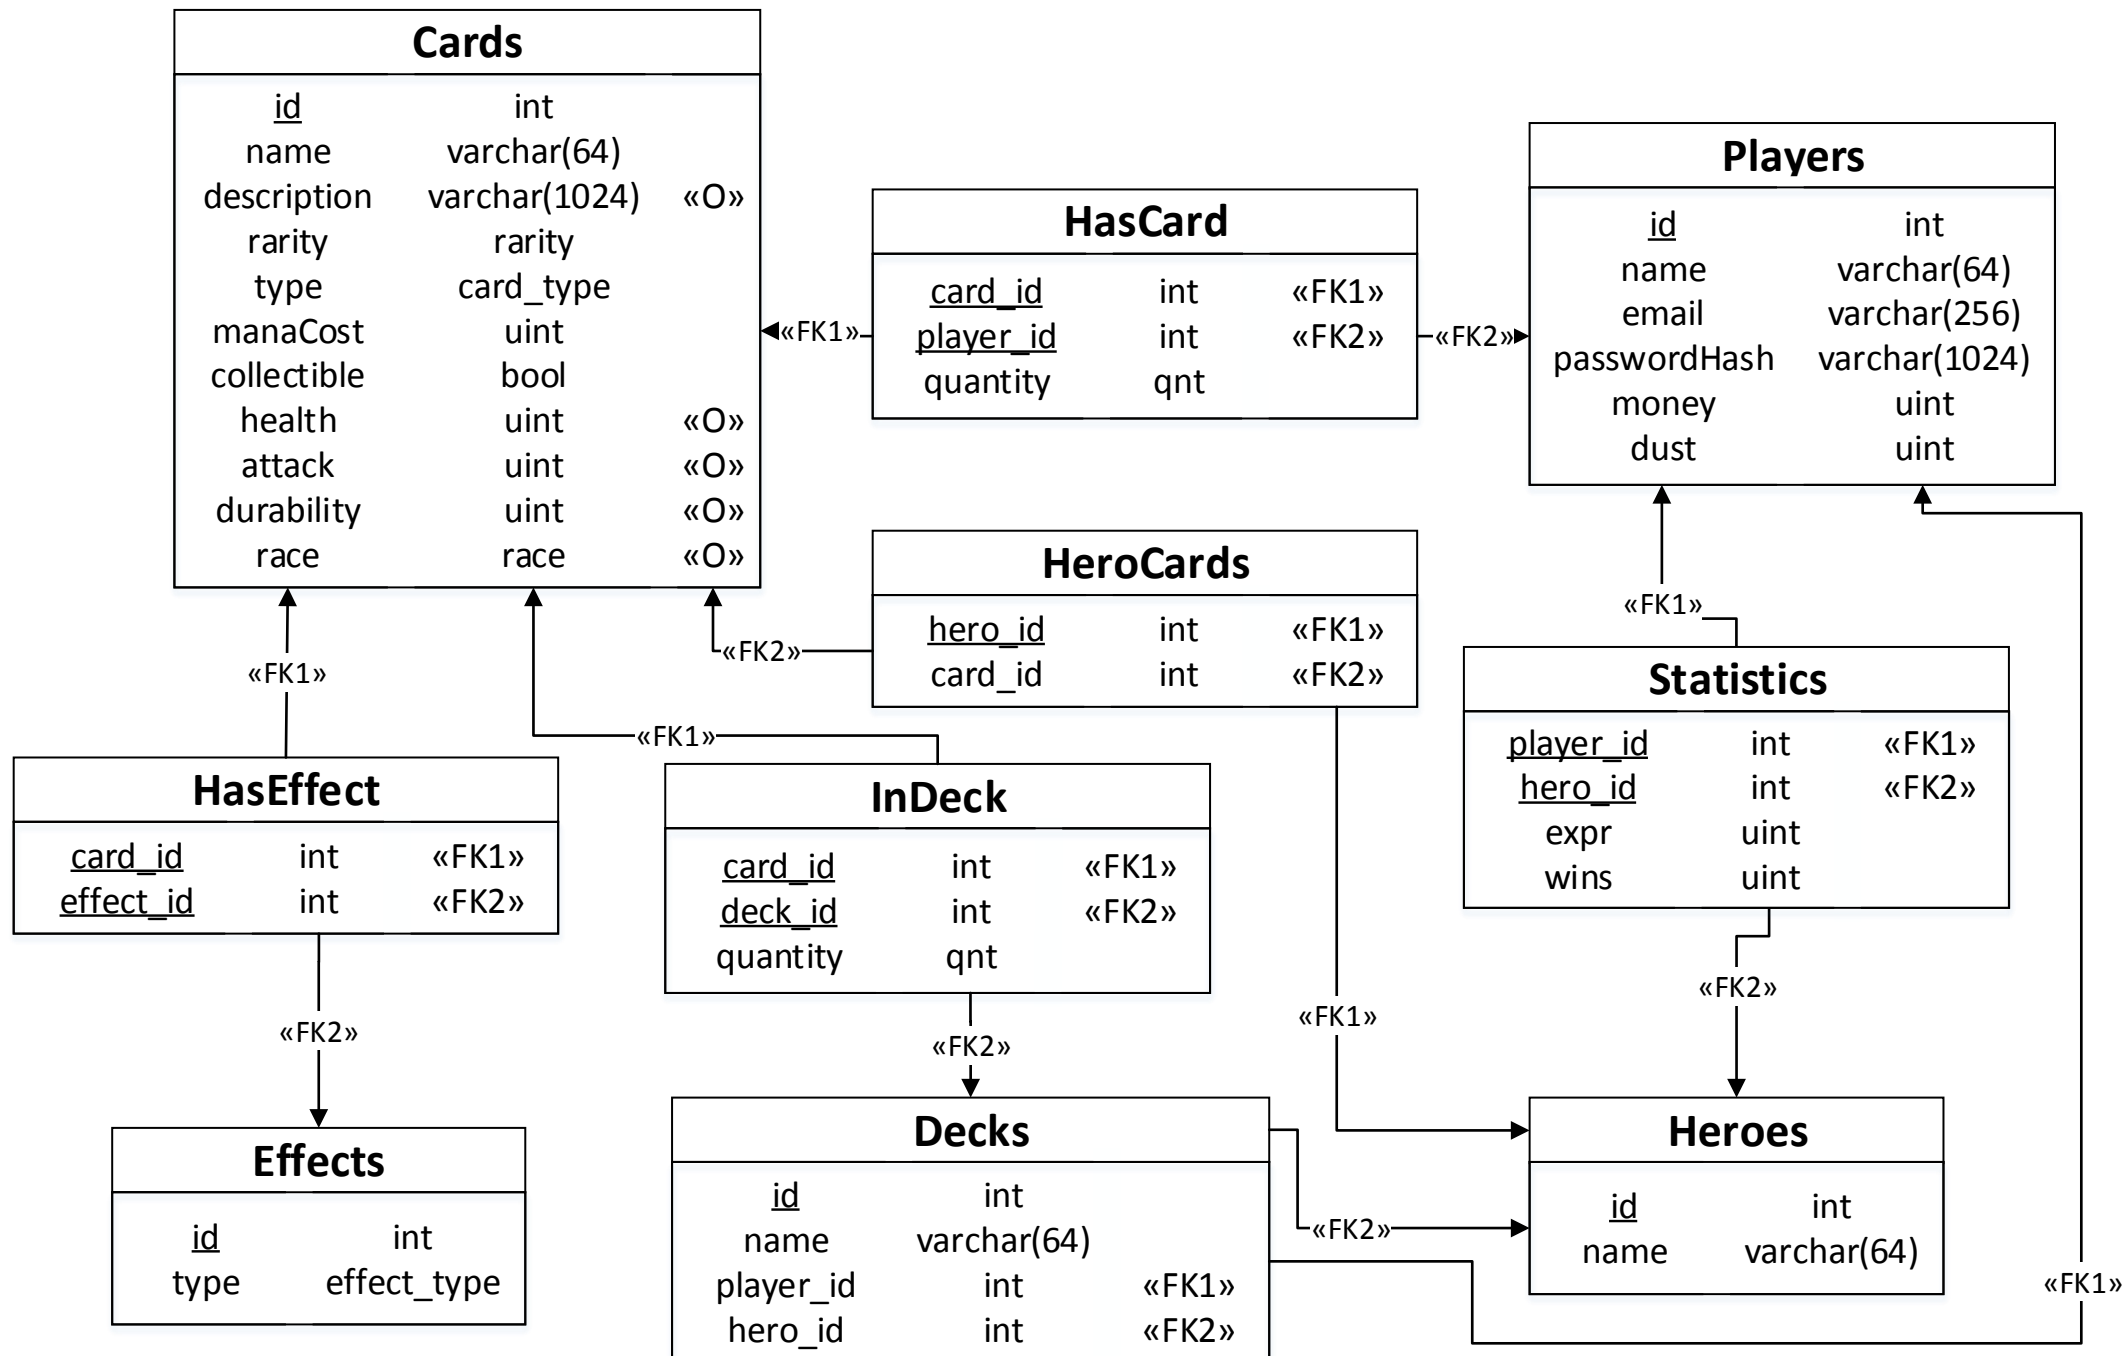 Cards
id int
name varchar(64)
description varchar(1024) «O»
rarity rarity
type card_type
manaCost uint
collectible bool
health uint «O»
attack uint «O»
durability uint «O»
race race «O»
«FK1»
HasCard
card_id int «FK1»
player_id int «FK2»
quantity qnt
«FK2»
Players
id int
name varchar(64)
email varchar(256)
passwordHash varchar(1024)
money uint
dust uint
HeroCards
hero_id int «FK1»
card_id int «FK2»
«FK2»
«FK1»
«FK1»
«FK1»
Statistics
player_id int «FK1»
hero_id int «FK2»
expr uint
wins uint
HasEffect
card_id int «FK1»
effect_id int «FK2»
InDeck
card_id int «FK1»
deck_id int «FK2»
quantity qnt
«FK2»
«FK2»
«FK1»
«FK2»
Effects
id int
type effect_type
Decks
id int
name varchar(64)
player_id int «FK1»
hero_id int «FK2»
«FK2»
Heroes
id int
name varchar(64)
«FK1»